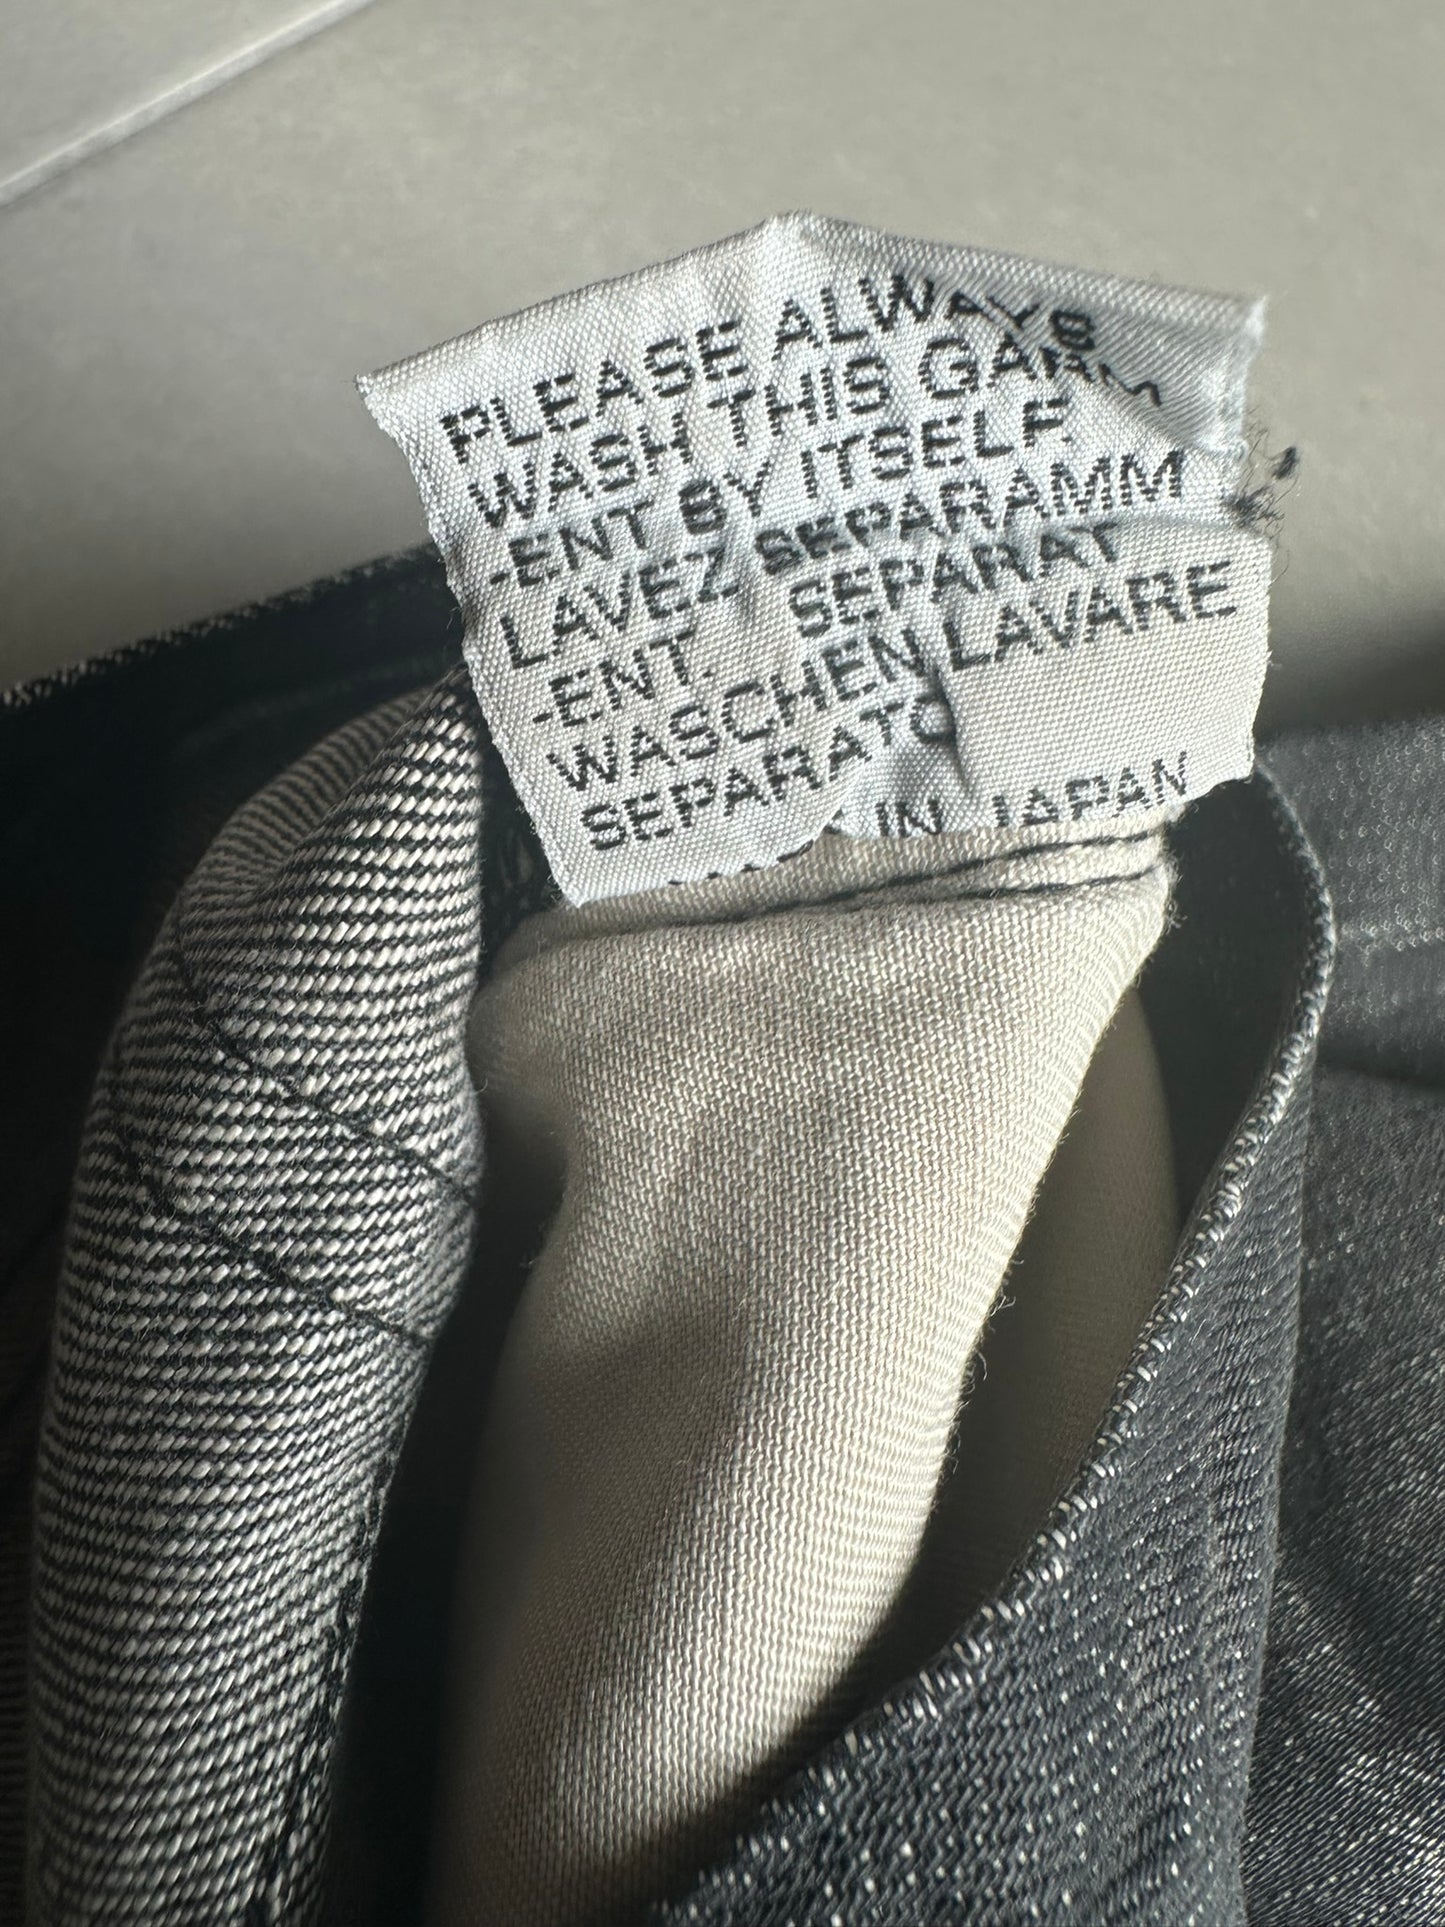 PLEASE ALWAYS
WASH THIS GARM
-ENT BY ITSELF.
LAVEZ SEPARAMM
-ENT. SEPARAT
WASCHEN LAVARE
SEPARATO
IN JAPAN